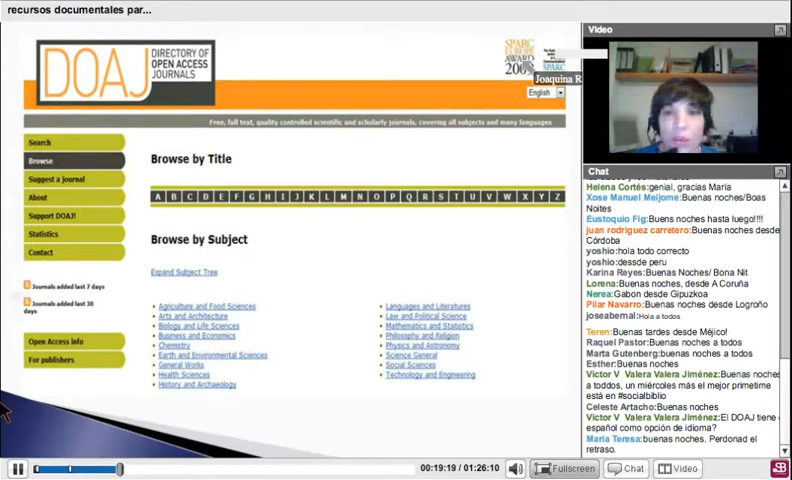 recursos documentales par...
DOAJ DIRECTORY OF
OPEN ACCESS
JOURNALS
SPARC
EUROPE
AWARD
SPARC
Joaquina R
English
Free, full text, quality controlled scientific and scholarly journals, covering all subjects and many languages
Search
Browse
Suggest a journal
About
Support DOAJ!
Statistics
Contact
Journals added last 7 days
Journals added last 30
days
Open Access info
For publishers
Browse by Title
A B C D E F G H I J K L M N O P Q R S T U V W X Y Z
Browse by Subject
Expand Subject Tree
Agriculture and Food Sciences
Arts and Architecture
Biology and Life Sciences
Business and Economics
Chemistry
Earth and Environmental Sciences
General Works
Health Sciences
History and Archaeology
Languages and Literatures
Law and Political Science
Mathematics and Statistics
Philosophy and Religion
Physics and Astronomy
Science General
Social Sciences
Technology and Engineering
Video
Chat
Helena Cortés:genial, gracias María
Xose Manuel Meijome:Buenas noches/Boas
Noites
Eustoquio Fig:Buens noches hasta luego!!!!
juan rodriguez carretero:Buenas noches desde
Córdoba
yoshio:hola todo correcto
yoshio:dessde peru
Karina Reyes:Buenas Noches/ Bona Nit
Lorena:Buenas noches, desde A Coruña
Nerea:Gabon desde Gipuzkoa
Pilar Navarro:Buenas noches desde Logroño
joseabernal:Hola a todos
Teren:Buenas tardes desde Méjico!
Raquel Pastor:Buenas noches
Marta Gutenberg:buenas noches a todos
Esther:Buenas noches
Victor V Valera Valera Jiménez:Buenas noches
a toddos, un miércoles más el mejor primetime
está en #socialbiblio
Celeste Artacho:Buenas noches
Victor V Valera Valera Jiménez:El DOAJ tiene
español como opción de idioma?
Maria Teresa:buenas noches. Perdonad el
retraso.
00:19:19 / 01:26:10
Fullscreen
Chat
Video
SB